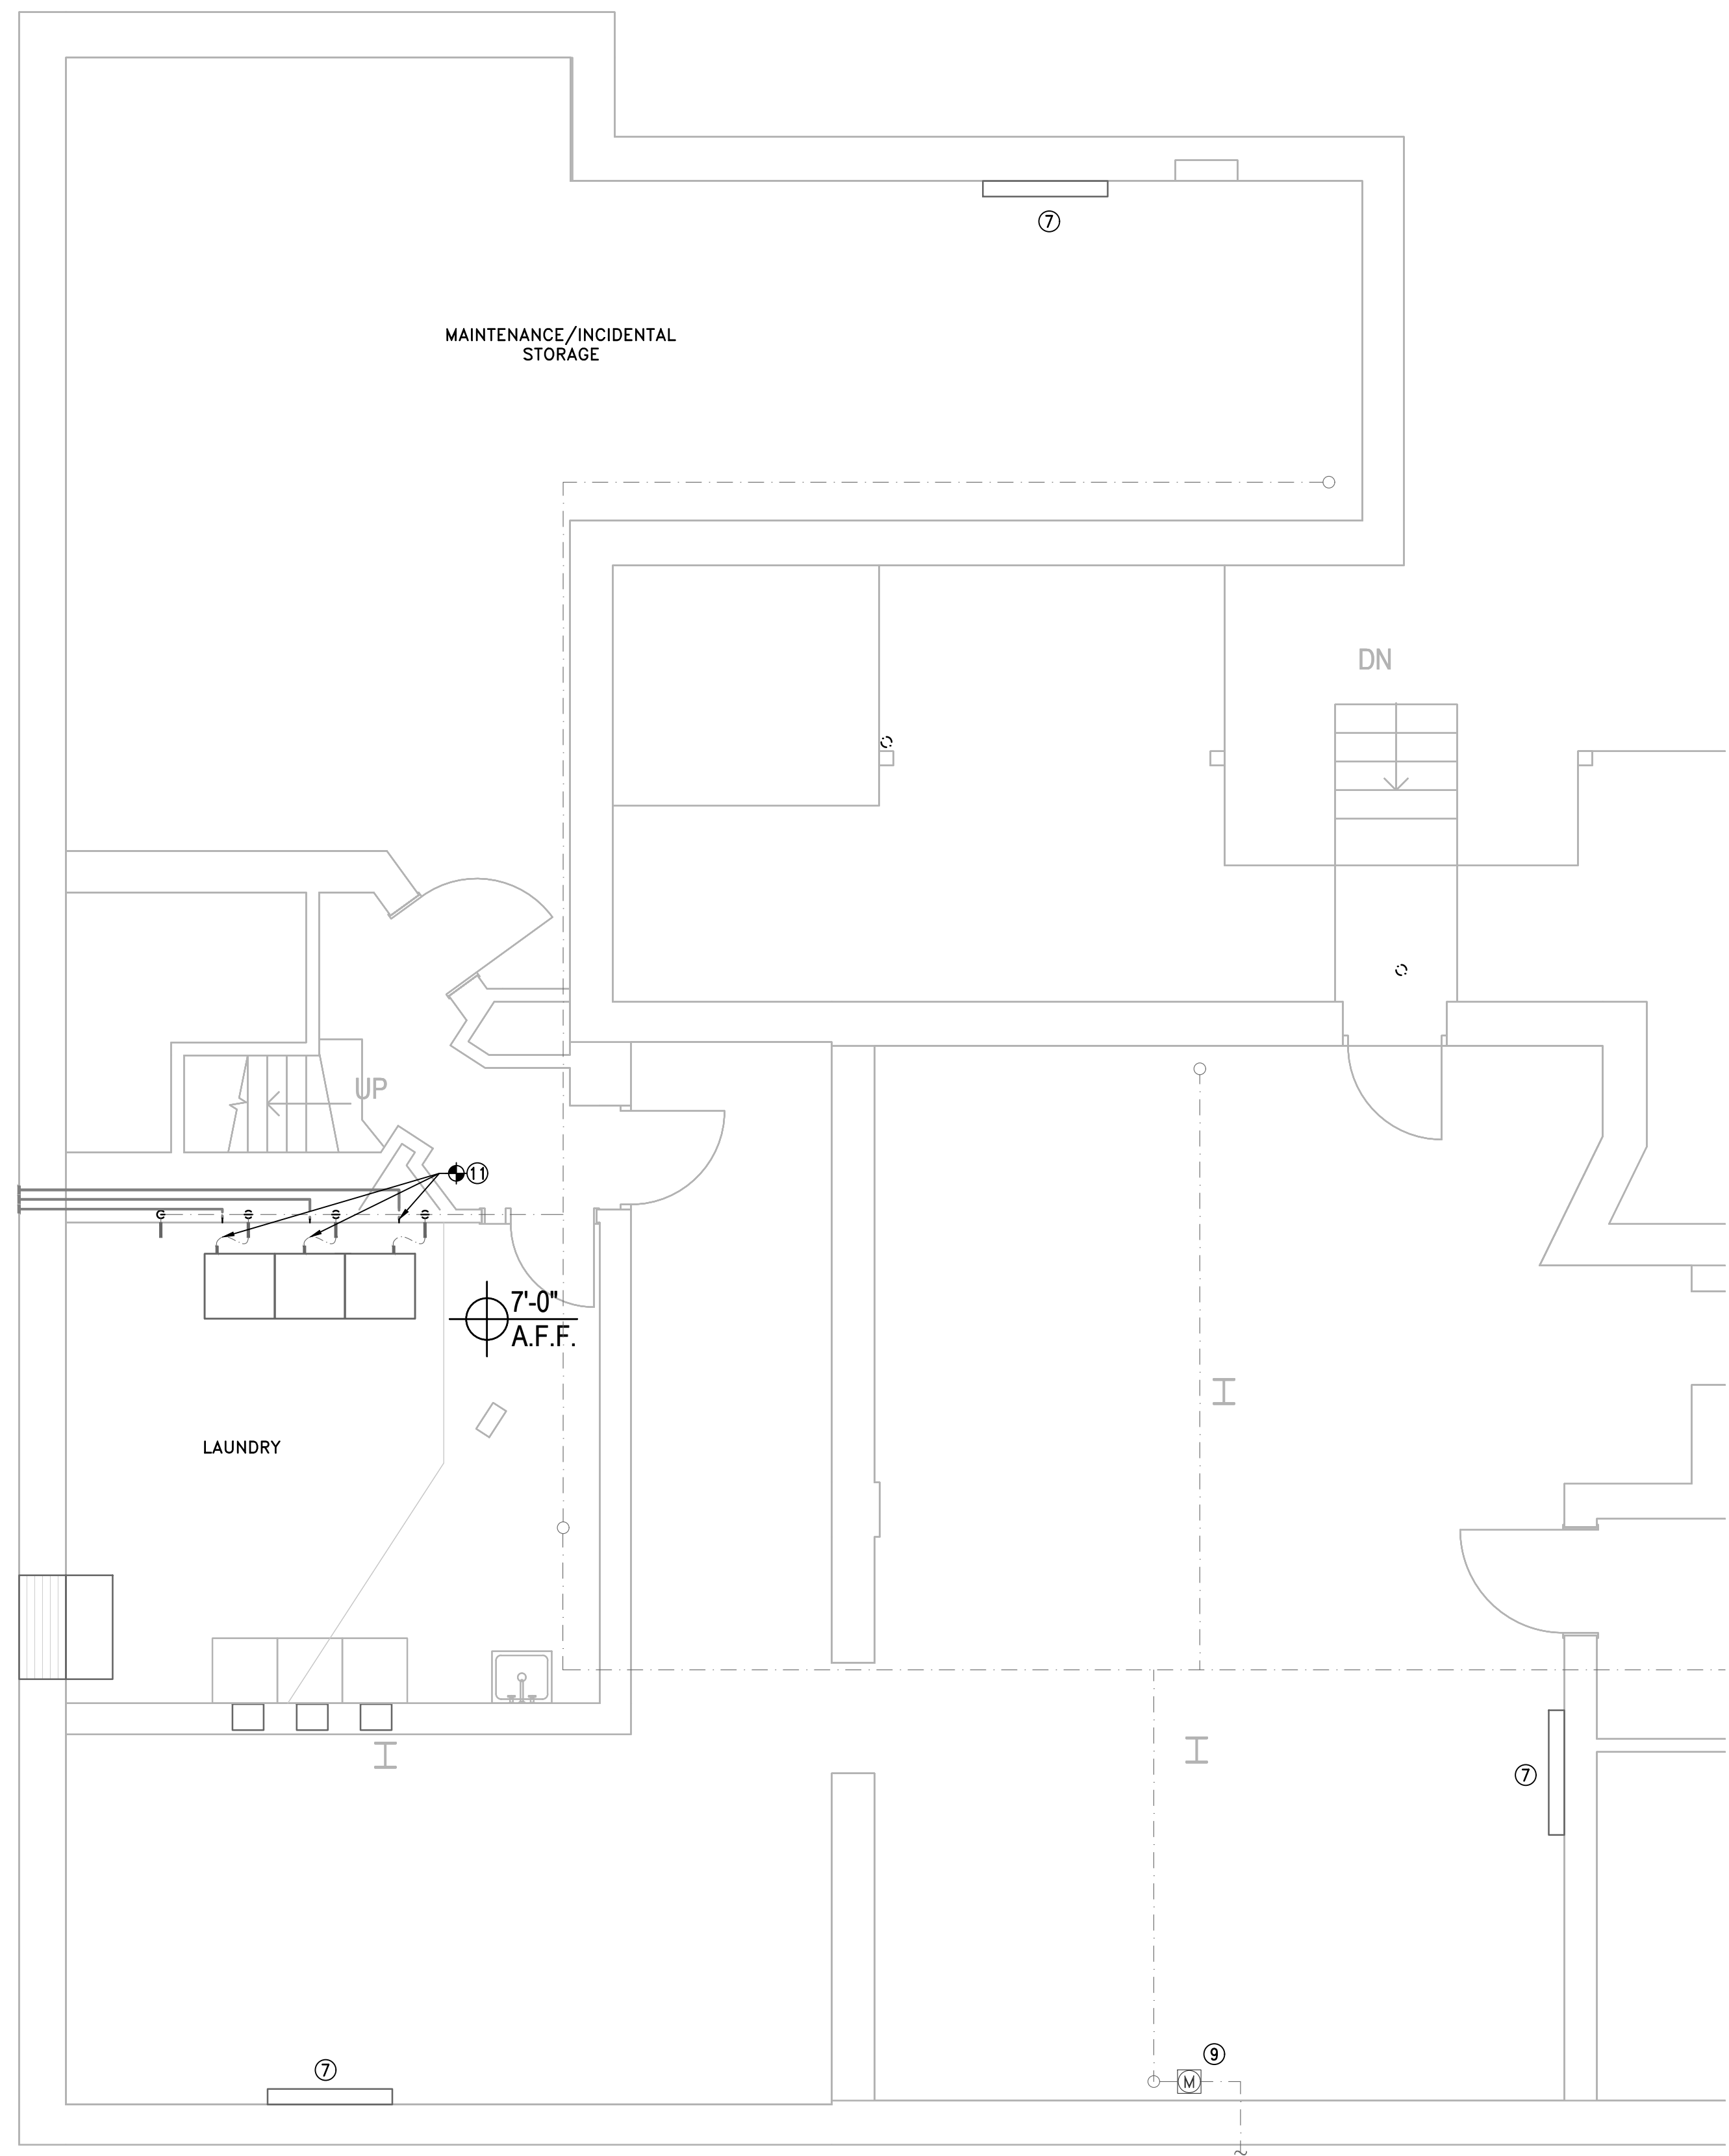 7
MAINTENANCE/INCIDENTAL
STORAGE
DN
UP
11
7'-0"
A.F.F.
LAUNDRY
7
9
7
M